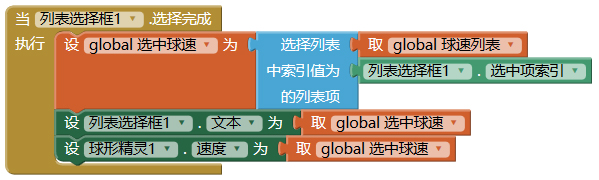 当 列表选择框1 .选择完成
执行 设 global 选中球速 为 选择列表 取 global 球速列表
中索引值为 列表选择框1 . 选中项索引
的列表项
设 列表选择框1 . 文本 为 取 global 选中球速
设 球形精灵1 . 速度 为 取 global 选中球速